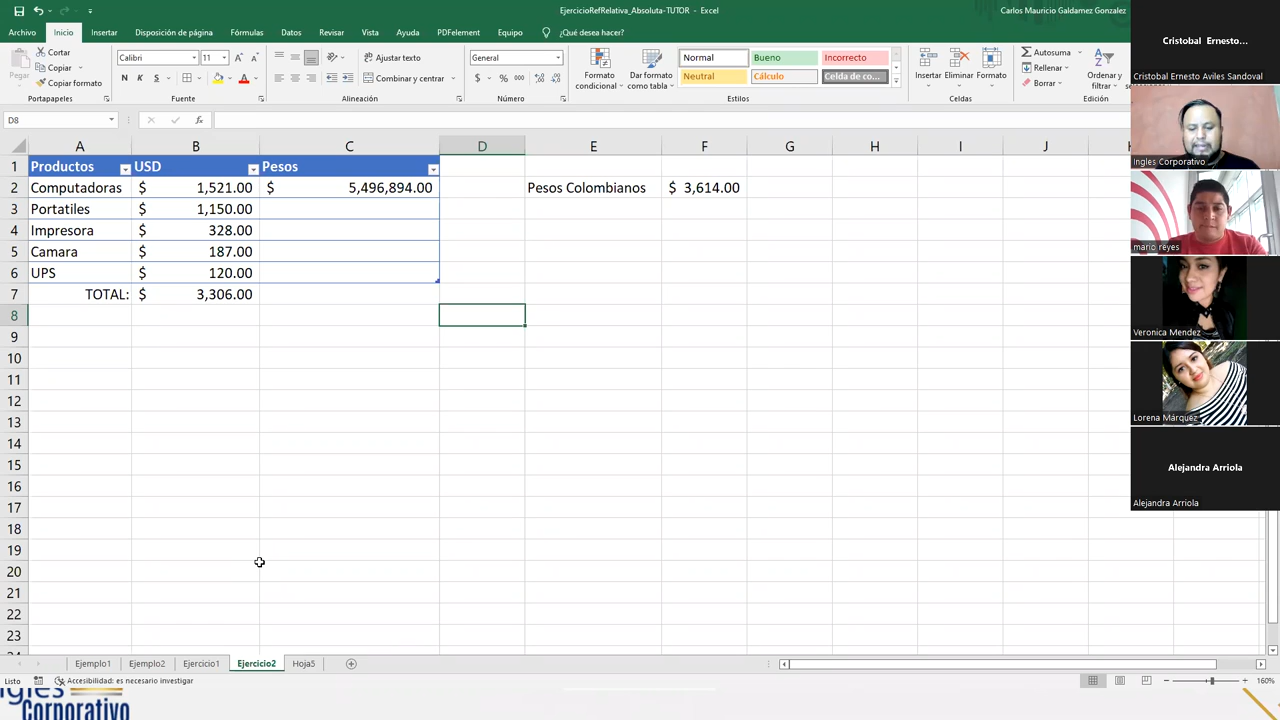 EjercicioRefRelativa_Absoluta-TUTOR - Excel
Carlos Mauricio Galdamez Gonzalez
Archivo Inicio Insertar Disposición de página Fórmulas Datos Revisar Vista Ayuda PDFelement Equipo ¿Qué desea hacer?
Pegar
Cortar
Copiar
Copiar formato
Portapapeles
Calibri 11
N K S
Fuente
Ajustar texto
Combinar y centrar
Alineación
General
$ % 000
Número
Formato condicional
Dar formato como tabla
Normal Bueno Incorrecto
Neutral Cálculo Celda de co...
Estilos
Insertar Eliminar Formato
Celdas
Autosuma
Rellenar
Borrar
Ordenar y filtrar
Edición
D8
fx
A B C D E F G H I J
1 Productos USD Pesos
2 Computadoras $ 1,521.00 $ 5,496,894.00 Pesos Colombianos $ 3,614.00
3 Portatiles $ 1,150.00
4 Impresora $ 328.00
5 Camara $ 187.00
6 UPS $ 120.00
7 TOTAL: $ 3,306.00
8
9
10
11
12
13
14
15
16
17
18
19
20
21
22
23
Ejemplo1 Ejemplo2 Ejercicio1 Ejercicio2 Hoja5
Listo Accesibilidad: es necesario investigar
160%
Cristobal Ernesto...
Cristobal Ernesto Aviles Sandoval
Ingles Corporativo
mario reyes
Veronica Mendez
Lorena Márquez
Alejandra Arriola
Alejandra Arriola
Ingles
Corporativo